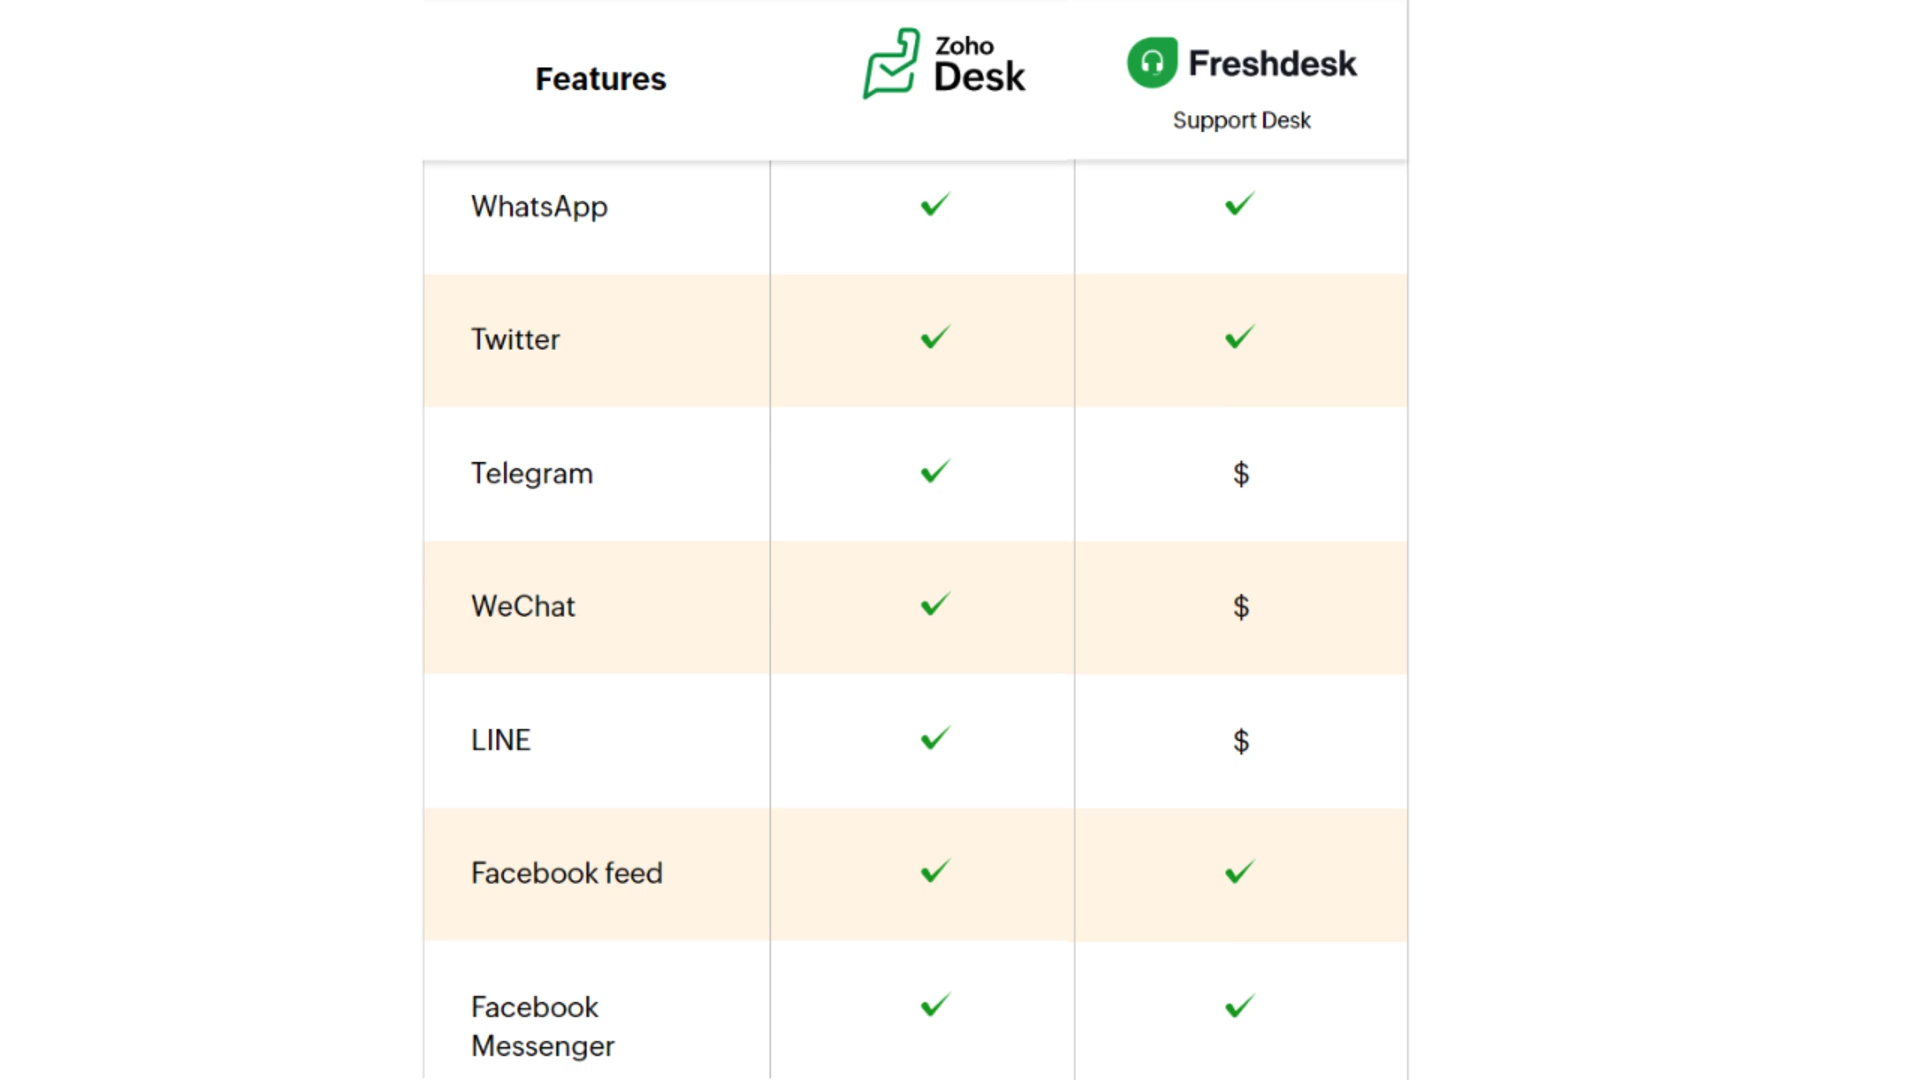 Features
Zoho
Desk
Freshdesk
Support Desk
WhatsApp
Twitter
Telegram $
WeChat $
LINE $
Facebook feed
Facebook
Messenger